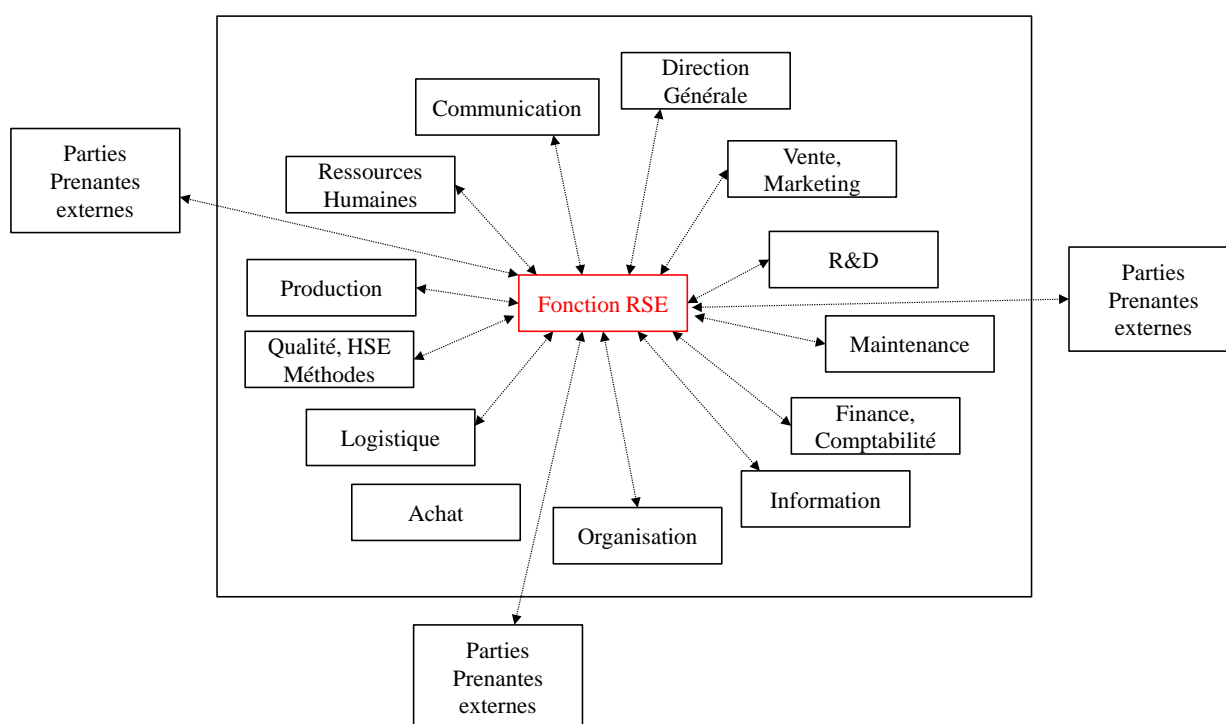 Direction
Générale
Communication
Parties
Prenantes
externes
Ressources
Humaines
Vente,
Marketing
R&D
Parties
Prenantes
externes
Production
Fonction RSE
Maintenance
Qualité, HSE
Méthodes
Finance,
Comptabilité
Logistique
Information
Achat
Organisation
Parties
Prenantes
externes